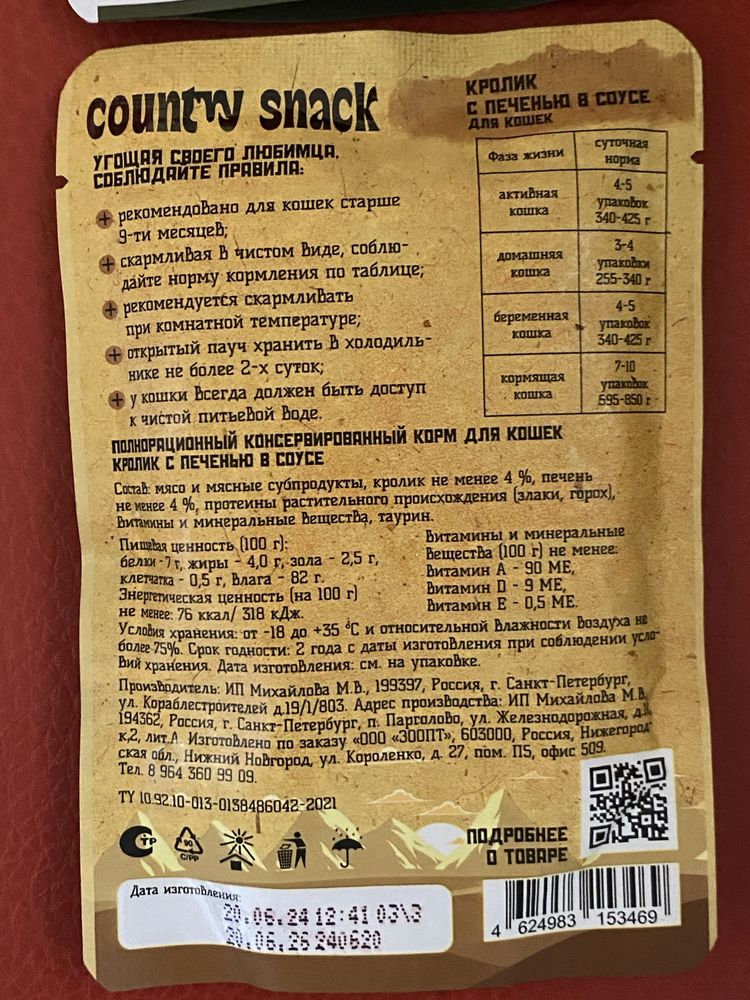 country snack
КРОЛИК
С ПЕЧЕНЬЮ В СОУСЕ
ДЛЯ КОШЕК
УГОЩАЯ СВОЕГО ЛЮБИМЦА,
СОБЛЮДАЙТЕ ПРАВИЛА:
рекомендовано для кошек старше
9-ти месяцев;
скармливая в чистом виде, соблю-
дайте норму кормления по таблице;
рекомендуется скармливать
при комнатной температуре;
открытый пауч хранить в холодиль-
нике не более 2-х суток;
у кошки всегда должен быть доступ
к чистой питьевой воде.
Фаза жизни
суточная
норма
активная
кошка
4-5
упаковок
340-425 г
домашняя
кошка
3-4
упаковки
255-340 г
беременная
кошка
4-5
упаковок
340-425 г
кормящая
кошка
7-10
упаковок
595-850 г
ПОЛНОРАЦИОННЫЙ КОНСЕРВИРОВАННЫЙ КОРМ ДЛЯ КОШЕК
КРОЛИК С ПЕЧЕНЬЮ В СОУСЕ
Состав: мясо и мясные субпродукты, кролик не менее 4 %, печень
не менее 4 %, протеины растительного происхождения (злаки, горох),
витамины и минеральные вещества, таурин.
Пищевая ценность (100 г):
белки - 7 г, жиры - 4,0 г, зола - 2,5 г,
клетчатка - 0,5 г, влага - 82 г.
Энергетическая ценность (на 100 г)
не менее: 76 ккал/ 318 кДж.
Витамины и минеральные
вещества (100 г) не менее:
Витамин А - 90 МЕ,
Витамин D - 9 МЕ,
Витамин Е - 0,5 МЕ.
Условия хранения: от -18 до +35 °С и относительной влажности воздуха не
более 75%. Срок годности: 2 года с даты изготовления при соблюдении усло-
вий хранения. Дата изготовления: см. на упаковке.
Производитель: ИП Михайлова М.В., 199397, Россия, г. Санкт-Петербург,
ул. Кораблестроителей д.19/1/803. Адрес производства: ИП Михайлова М.В.
194362, Россия, г. Санкт-Петербург, п. Парголово, ул. Железнодорожная,
к,2, лит.А. Изготовлено по заказу «ООО «ЗООПТ», 603000, Россия, Нижегород-
ская обл., Нижний Новгород, ул. Короленко, д. 27, пом. П5, офис 509.
Тел. 8 964 360 99 09.
ТУ 10.92.10-013-0138486042-2021
СТР
90
C/PP
ПОДРОБНЕЕ
О ТОВАРЕ
Дата изготовления:
20.06.24 12:41 03\3
20.06.26 240620
4 624983 153469